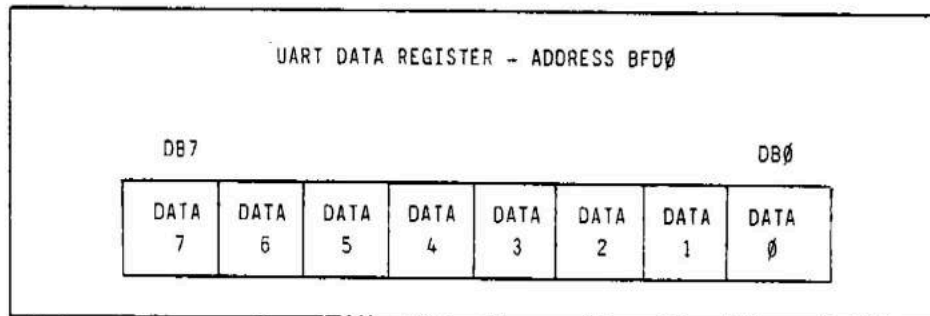 UART DATA REGISTER - ADDRESS BFDØ
DB7 DBØ
DATA DATA DATA DATA DATA DATA DATA DATA
7 6 5 4 3 2 1 Ø